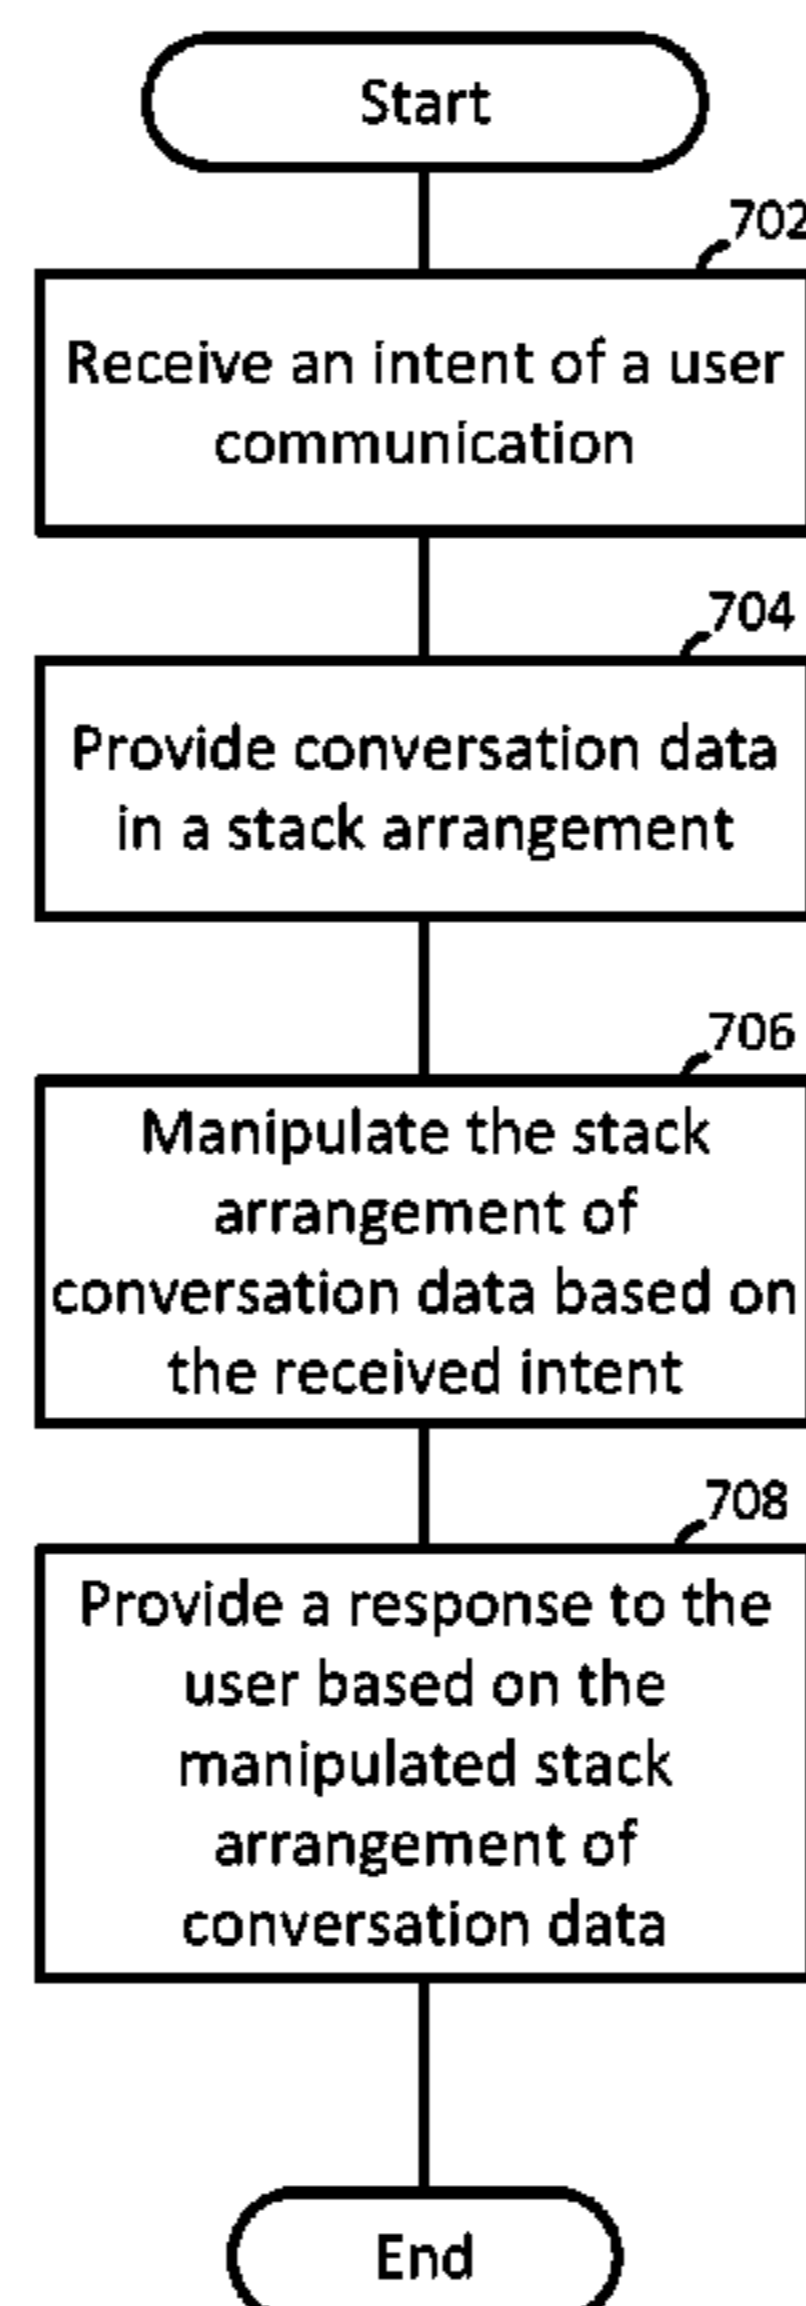 Start
702
Receive an intent of a user
communication
704
Provide conversation data
in a stack arrangement
706
Manipulate the stack
arrangement of
conversation data based on
the received intent
708
Provide a response to the
user based on the
manipulated stack
arrangement of
conversation data
End